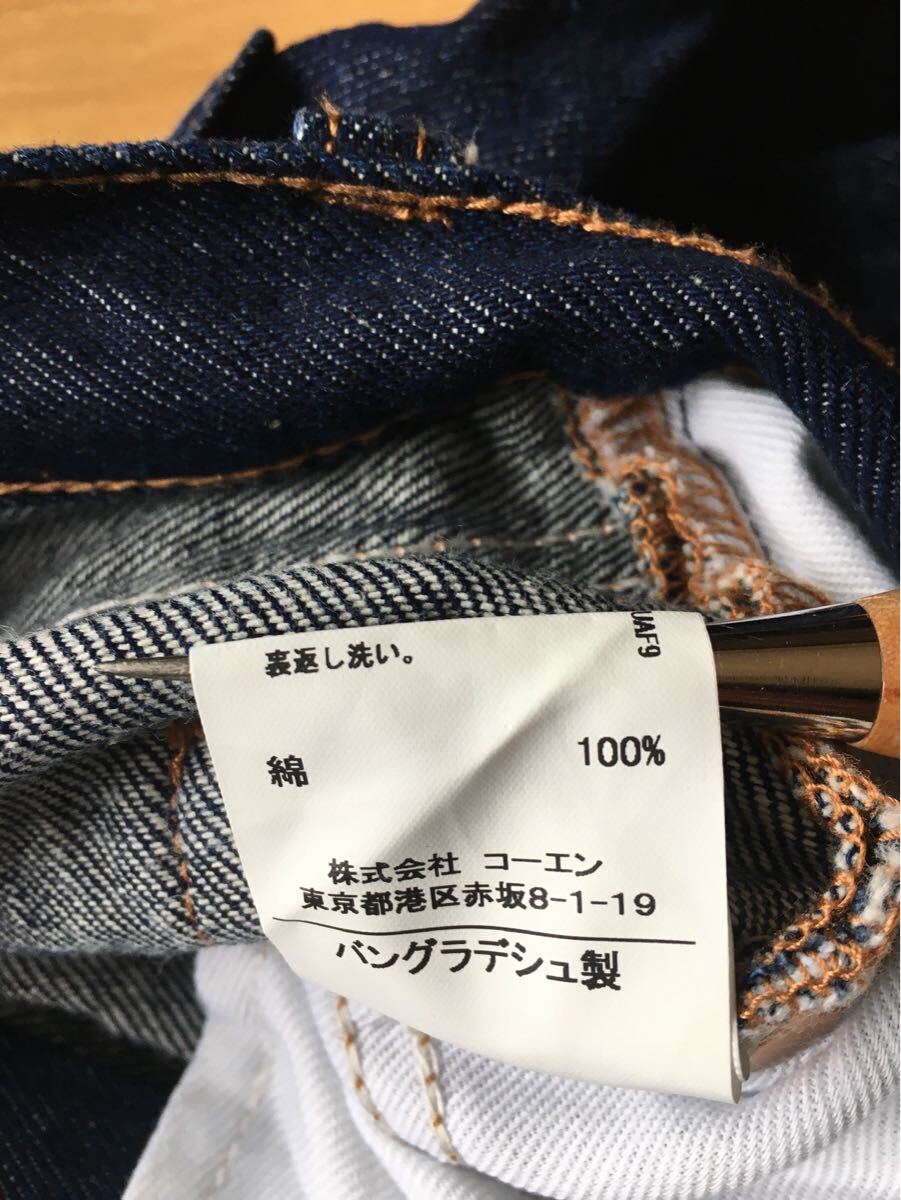 裏返し洗い。
綿 100%
株式会社 コーエン
東京都港区赤坂8-1-19
バングラデシュ製